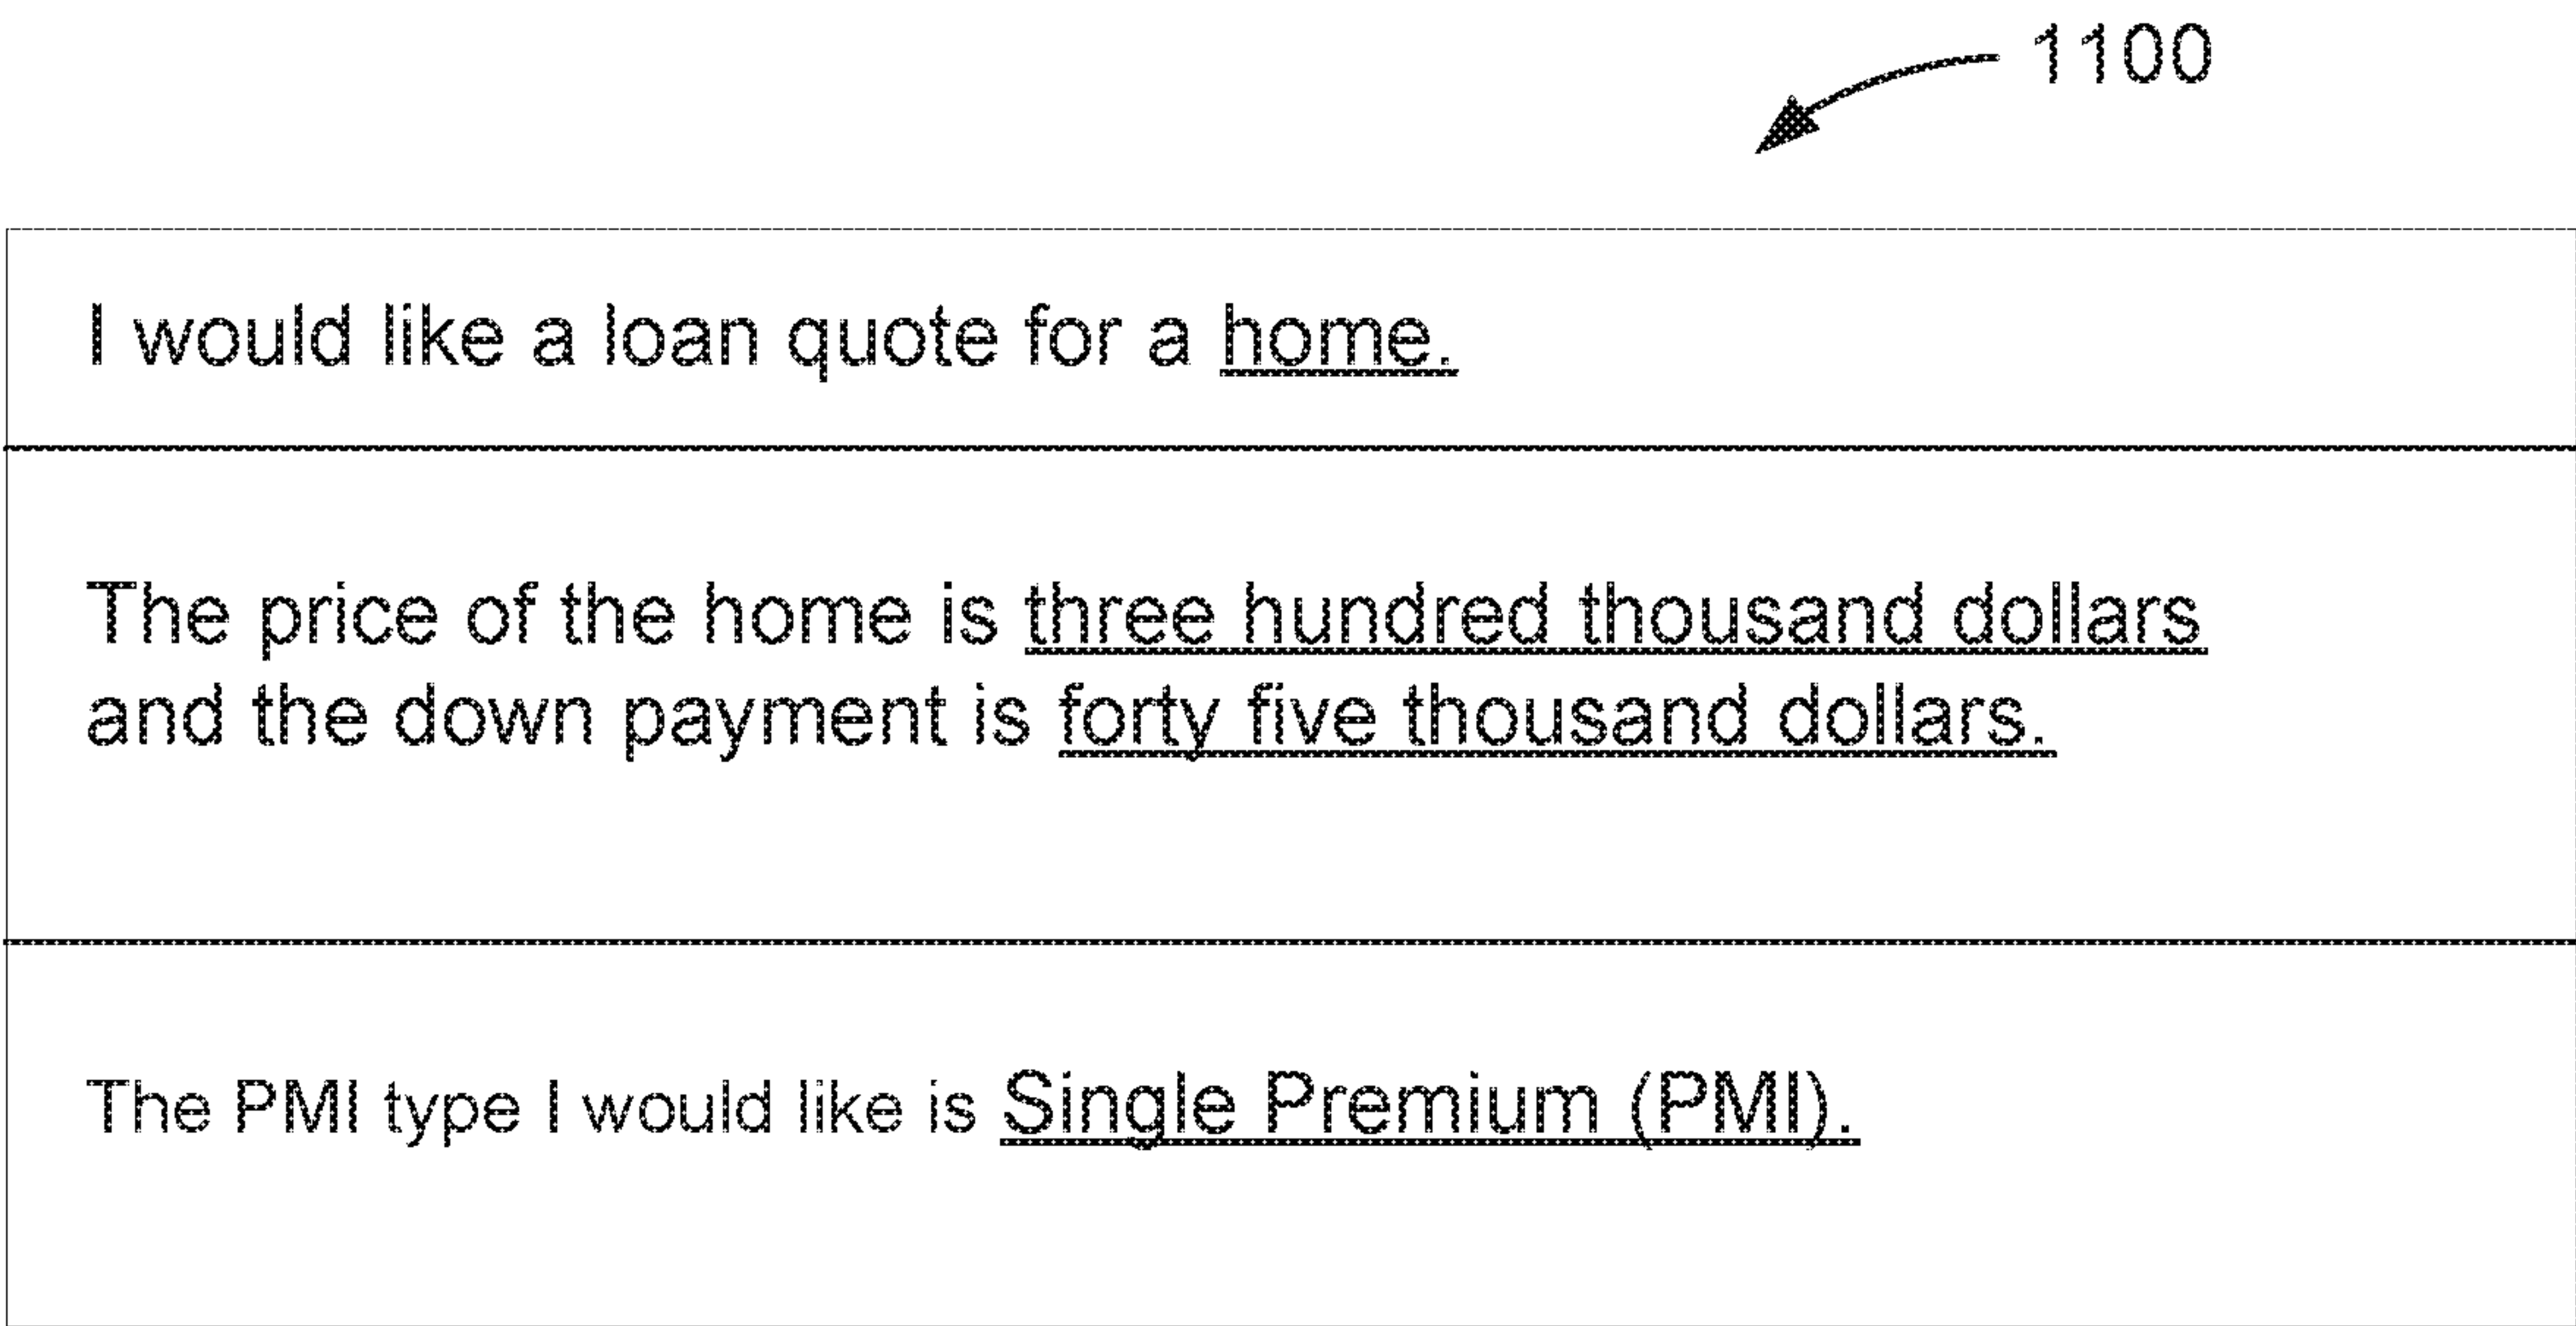 1100
I would like a loan quote for a home.
The price of the home is three hundred thousand dollars
and the down payment is forty five thousand dollars.
The PMI type I would like is Single Premium (PMI).